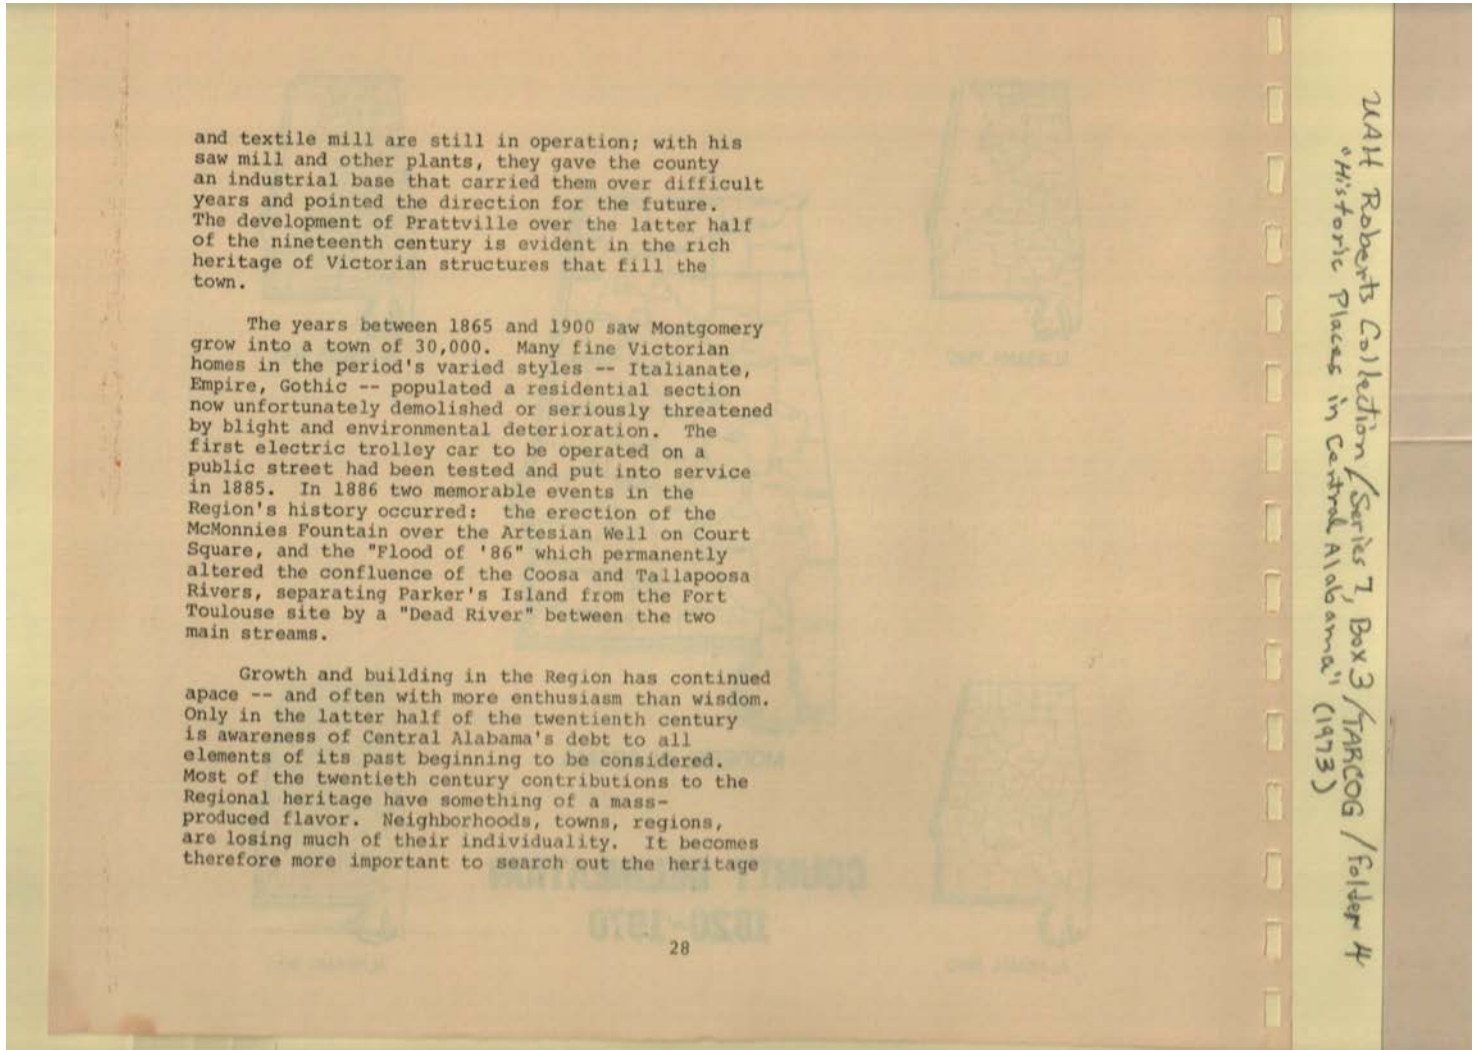 and textile mill are still in operation; with his
saw mill and other plants, they gave the county
an industrial base that carried them over difficult
years and pointed the direction for the future.
The development of Prattville over the latter half
of the nineteenth century is evident in the rich
heritage of Victorian structures that fill the
town.
The years between 1865 and 1900 saw Montgomery
grow into a town of 30,000. Many fine Victorian
homes in the period's varied styles -- Italianate,
Empire, Gothic -- populated a residential section
now unfortunately demolished or seriously threatened
by blight and environmental deterioration. The
first electric trolley car to be operated on a
public street had been tested and put into service
in 1885. In 1886 two memorable events in the
Region's history occurred: the erection of the
McMonnies Fountain over the Artesian Well on Court
Square, and the "Flood of '86" which permanently
altered the confluence of the Coosa and Tallapoosa
Rivers, separating Parker's Island from the Fort
Toulouse site by a "Dead River" between the two
main streams.
Growth and building in the Region has continued
apace -- and often with more enthusiasm than wisdom.
Only in the latter half of the twentienth century
is awareness of Central Alabama's debt to all
elements of its past beginning to be considered.
Most of the twentieth century contributions to the
Regional heritage have something of a mass-
produced flavor. Neighborhoods, towns, regions,
are losing much of their individuality. It becomes
therefore more important to search out the heritage
28
UAH Roberts Collection/Series 7, Box 3/TARCOG/folder 4
"Historic Places in Central Alabama" (1973)
COUNTY DELINEATION
1820-1970